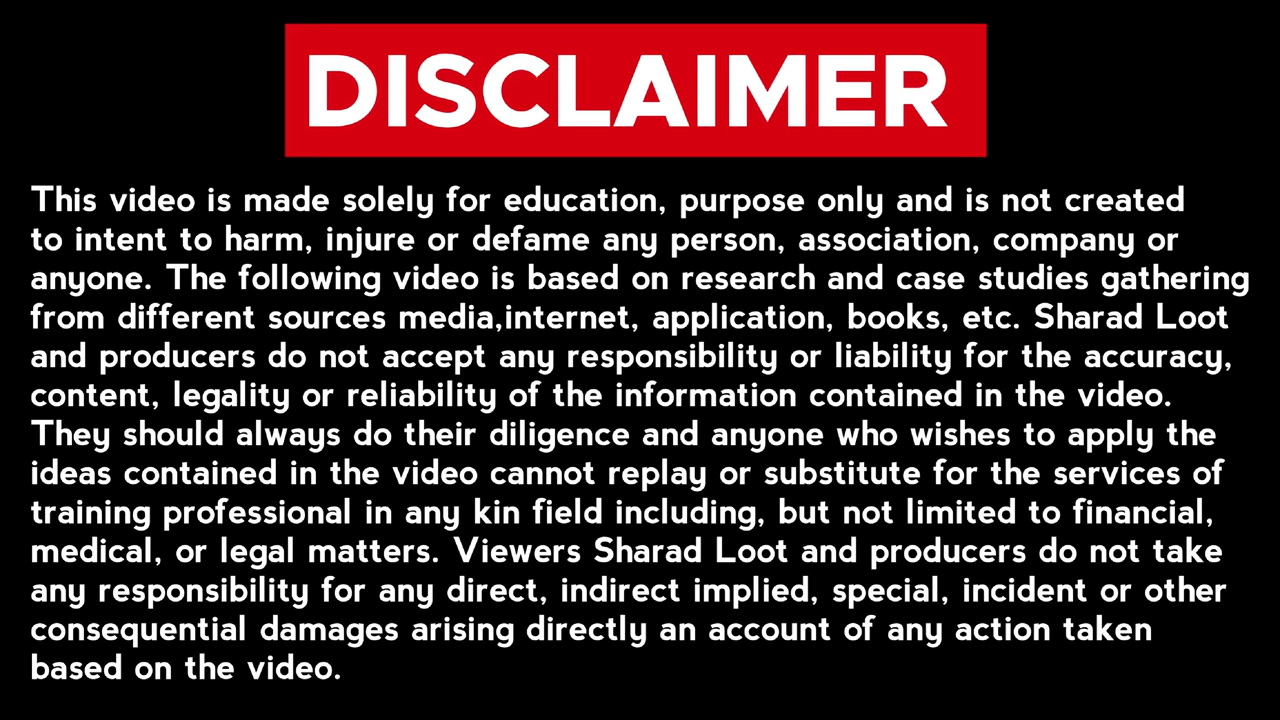 DISCLAIMER
This video is made solely for education, purpose only and is not created
to intent to harm, injure or defame any person, association, company or
anyone. The following video is based on research and case studies gathering
from different sources media,internet, application, books, etc. Sharad Loot
and producers do not accept any responsibility or liability for the accuracy,
content, legality or reliability of the information contained in the video.
They should always do their diligence and anyone who wishes to apply the
ideas contained in the video cannot replay or substitute for the services of
training professional in any kin field including, but not limited to financial,
medical, or legal matters. Viewers Sharad Loot and producers do not take
any responsibility for any direct, indirect implied, special, incident or other
consequential damages arising directly an account of any action taken
based on the video.